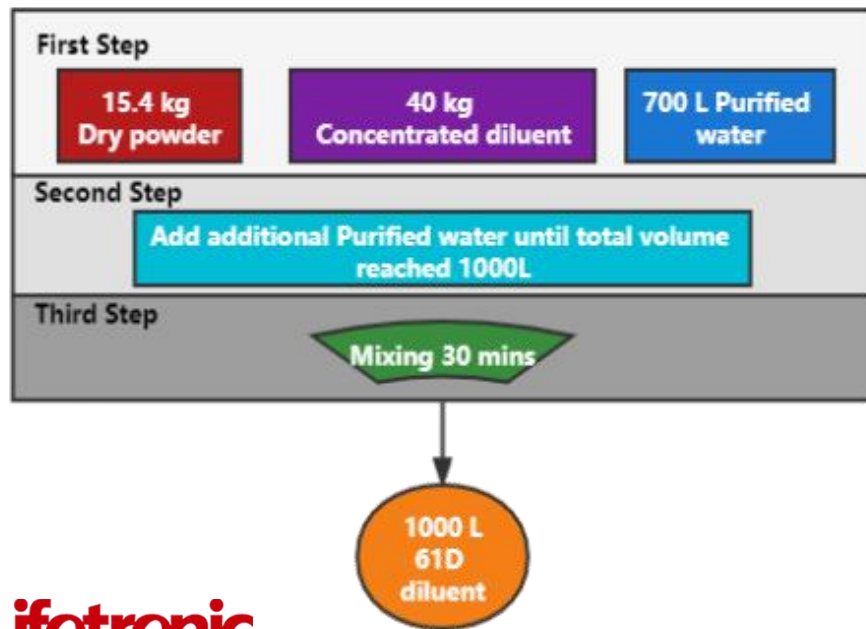 First Step
15.4 kg
Dry powder
40 kg
Concentrated diluent
700 L Purified
water
Second Step
Add additional Purified water until total volume
reached 1000L
Third Step
Mixing 30 mins
1000 L
61D
diluent